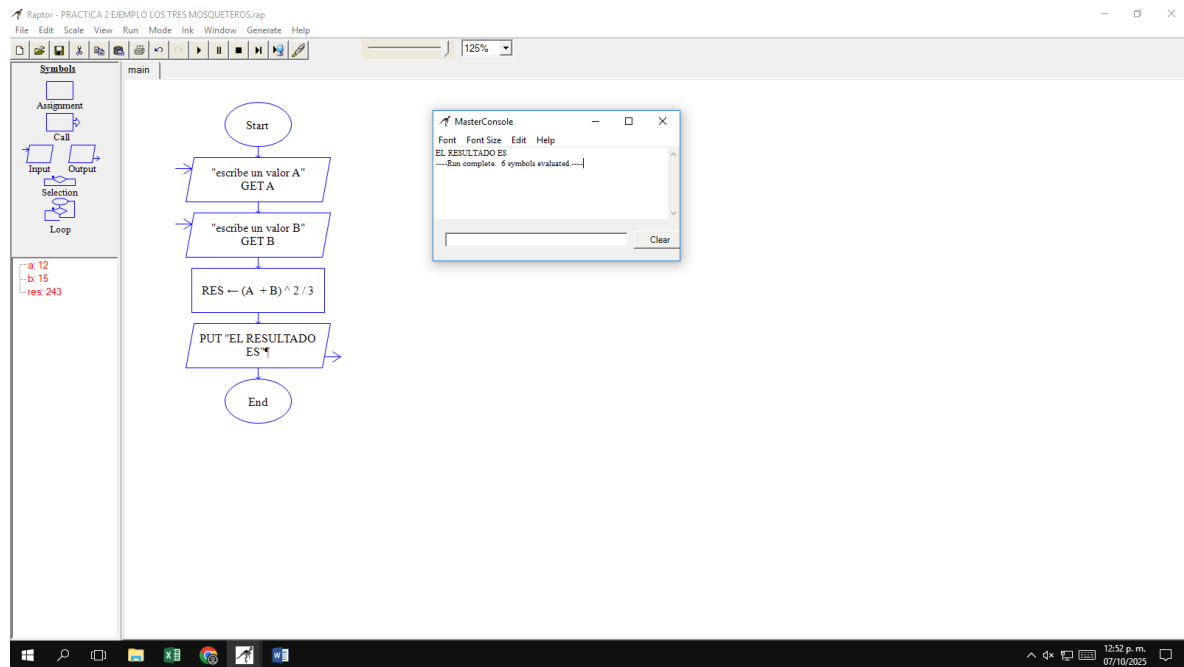 Raptor - PRACTICA 2 EJEMPLO LOS TRES MOSQUETEROS.rap
File Edit Scale View Run Mode Ink Window Generate Help
125%
Symbols
main
Assignment
Call
Input Output
Selection
Loop
a: 12
b: 15
res: 243
Start
"escribe un valor A"
GET A
"escribe un valor B"
GET B
RES ← (A + B) ^ 2 / 3
PUT "EL RESULTADO
ES"¶
End
MasterConsole
Font Font Size Edit Help
EL RESULTADO ES
----Run complete. 6 symbols evaluated.----
Clear
12:52 p. m.
07/10/2025